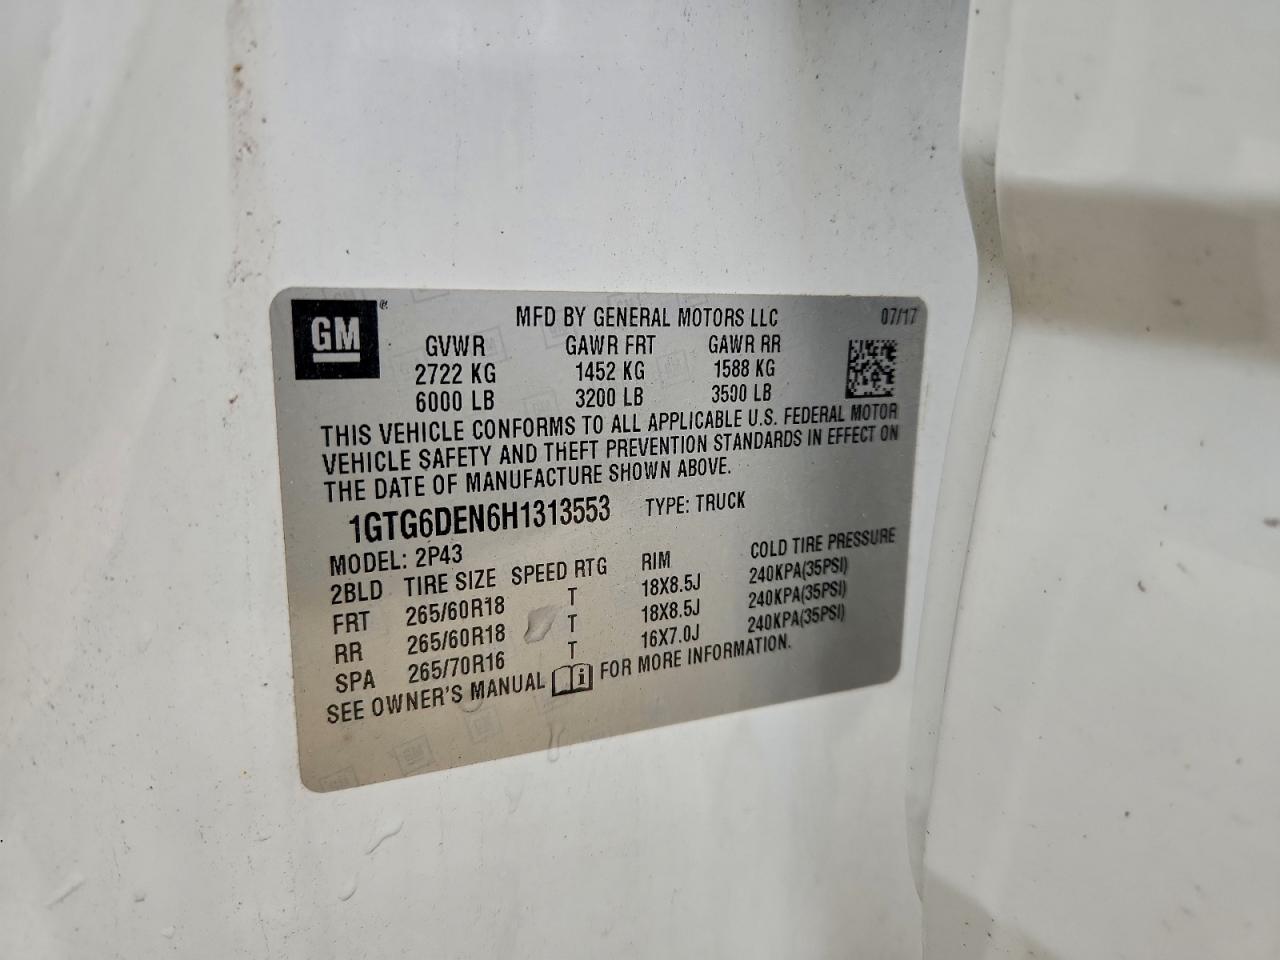 GM ®
MFD BY GENERAL MOTORS LLC 07/17
GVWR GAWR FRT GAWR RR
2722 KG 1452 KG 1588 KG
6000 LB 3200 LB 3500 LB
THIS VEHICLE CONFORMS TO ALL APPLICABLE U.S. FEDERAL MOTOR
VEHICLE SAFETY AND THEFT PREVENTION STANDARDS IN EFFECT ON
THE DATE OF MANUFACTURE SHOWN ABOVE.
1GTG6DEN6H1313553 TYPE: TRUCK
MODEL: 2P43
2BLD TIRE SIZE SPEED RTG RIM COLD TIRE PRESSURE
FRT 265/60R18 T 18X8.5J 240KPA(35PSI)
RR 265/60R18 T 18X8.5J 240KPA(35PSI)
SPA 265/70R16 T 16X7.0J 240KPA(35PSI)
SEE OWNER'S MANUAL i FOR MORE INFORMATION.